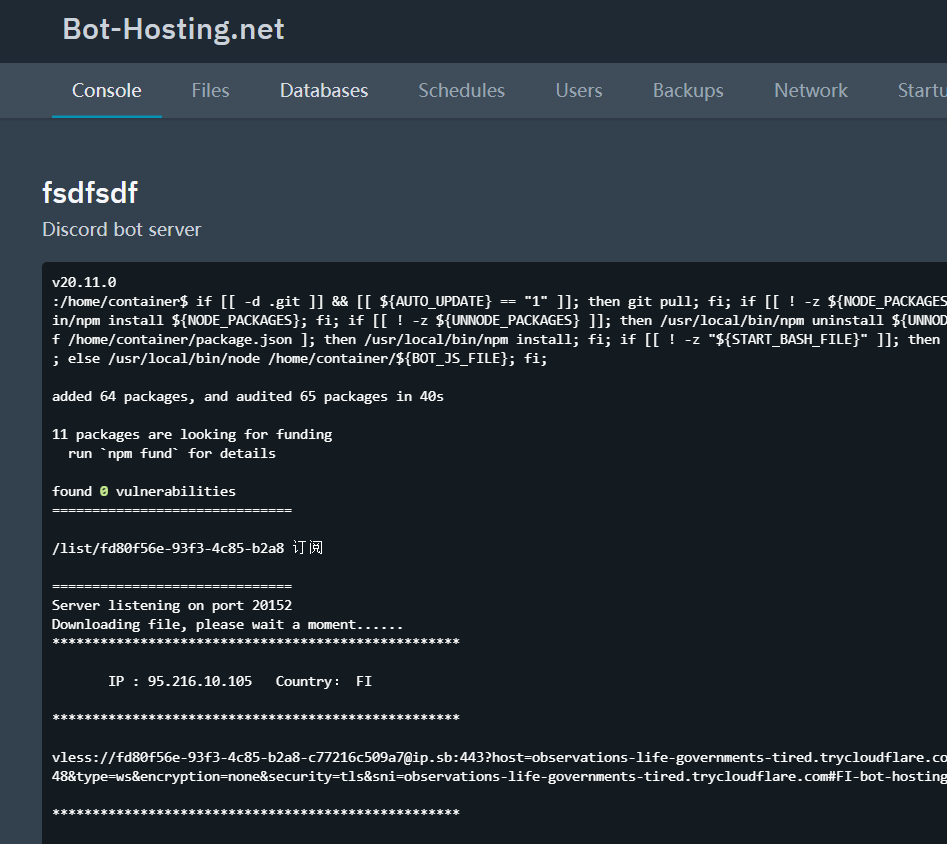 Bot-Hosting.net
Console Files Databases Schedules Users Backups Network Startu
fsdfsdf
Discord bot server
v20.11.0
:/home/container$ if [[ -d .git ]] && [[ ${AUTO_UPDATE} == "1" ]]; then git pull; fi; if [[ ! -z ${NODE_PACKAGES
in/npm install ${NODE_PACKAGES}; fi; if [[ ! -z ${UNNODE_PACKAGES} ]]; then /usr/local/bin/npm uninstall ${UNNOD
f /home/container/package.json ]; then /usr/local/bin/npm install; fi; if [[ ! -z "${START_BASH_FILE}" ]]; then
; else /usr/local/bin/node /home/container/${BOT_JS_FILE}; fi;
added 64 packages, and audited 65 packages in 40s
11 packages are looking for funding
run `npm fund` for details
found 0 vulnerabilities
==============================
/list/fd80f56e-93f3-4c85-b2a8 订阅
==============================
Server listening on port 20152
Downloading file, please wait a moment......
***************************************************
IP : 95.216.10.105 Country： FI
***************************************************
vless://fd80f56e-93f3-4c85-b2a8-c77216c509a7@ip.sb:443?host=observations-life-governments-tired.trycloudflare.co
48&type=ws&encryption=none&security=tls&sni=observations-life-governments-tired.trycloudflare.com#FI-bot-hosting
***************************************************